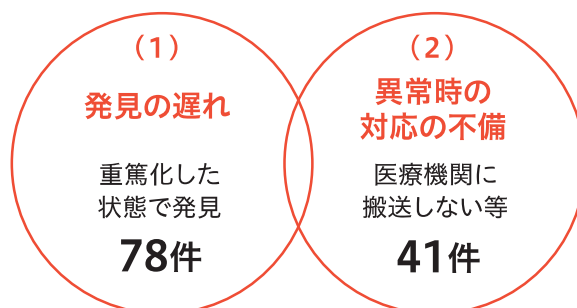 (1)
発見の遅れ
重篤化した
状態で発見
78件
(2)
異常時の
対応の不備
医療機関に
搬送しない等
41件